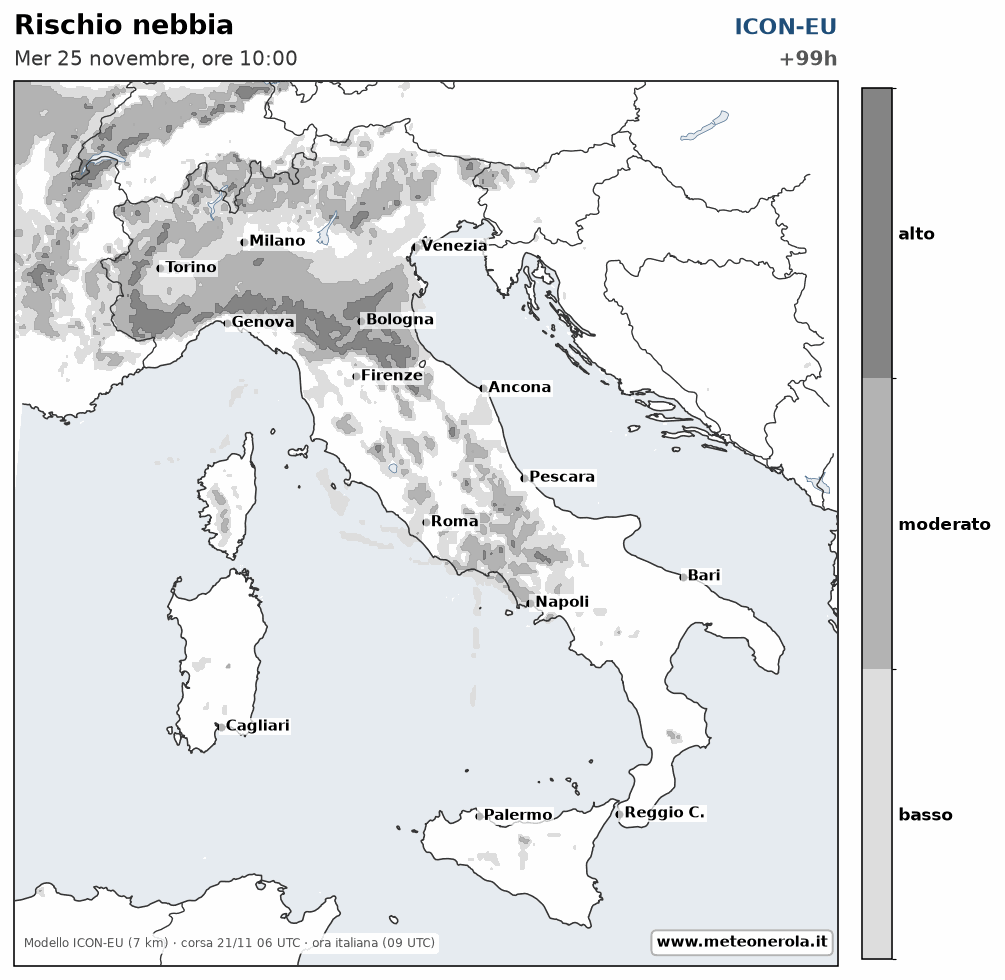 Rischio nebbia
ICON-EU
Mer 25 novembre, ore 10:00
+99h
Milano
Venezia
Torino
Genova
Bologna
Firenze
Ancona
Pescara
Roma
Bari
Napoli
Cagliari
Palermo
Reggio C.
alto
moderato
basso
Modello ICON-EU (7 km) · corsa 21/11 06 UTC · ora italiana (09 UTC)
www.meteonerola.it